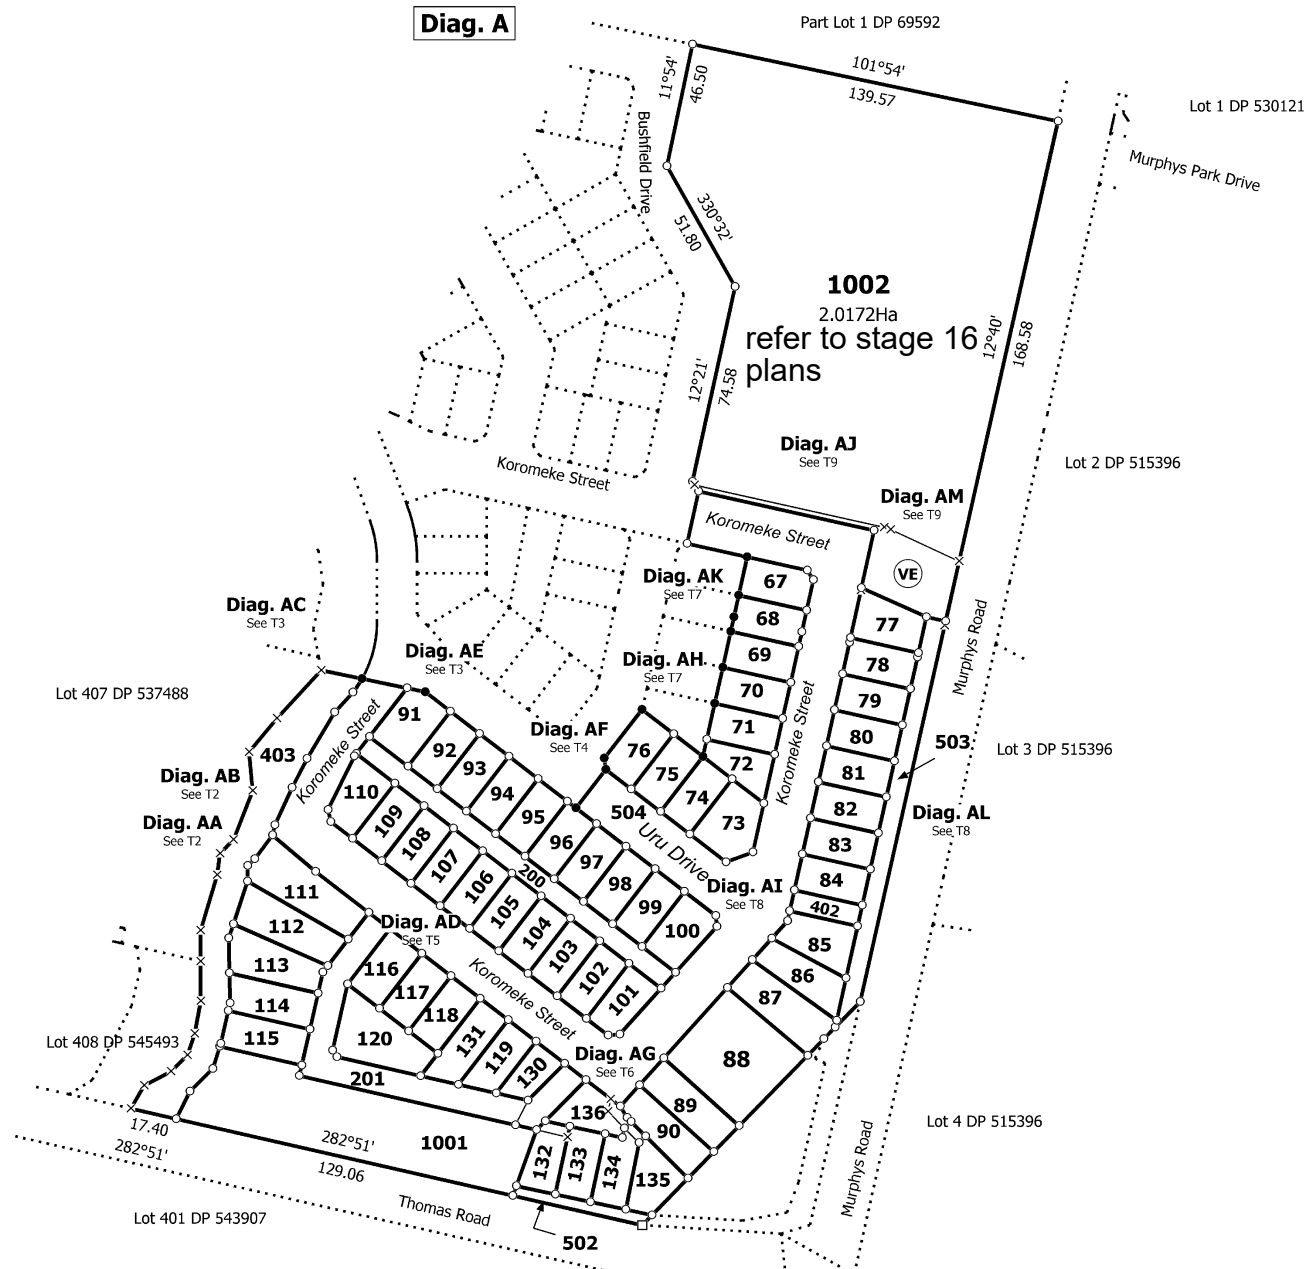 Diag. A
Part Lot 1 DP 69592
101°54'
139.57
11°54'
46.50
Lot 1 DP 530121
Murphys Park Drive
Bushfield Drive
330°32'
51.80
1002
2.0172Ha
refer to stage 16
plans
12°40'
168.58
12°21'
74.58
Diag. AJ
See T9
Koromeke Street
Lot 2 DP 515396
Diag. AM
See T9
Koromeke Street
VE
Diag. AK
See T7
67
68
69
70
71
72
Diag. AC
See T3
Diag. AE
See T3
Diag. AH
See T7
77
78
79
80
81
82
83
84
402
Murphys Road
Koromeke Street
Lot 407 DP 537488
403
Koromeke Street
91
92
93
94
95
96
97
98
99
100
Diag. AF
See T4
76
75
74
73
504
Uru Drive
503
Lot 3 DP 515396
Diag. AB
See T2
Diag. AA
See T2
Diag. AL
See T8
110
109
108
107
106
105
104
103
102
101
200
Diag. AI
See T8
111
112
113
114
115
Diag. AD
See T5
116
117
118
131
119
130
120
Koromeke Street
85
86
87
88
89
90
Lot 408 DP 545493
201
Diag. AG
See T6
136
132
133
134
135
Lot 4 DP 515396
Murphys Road
17.40
282°51'
282°51'
129.06
1001
Thomas Road
Lot 401 DP 543907
502